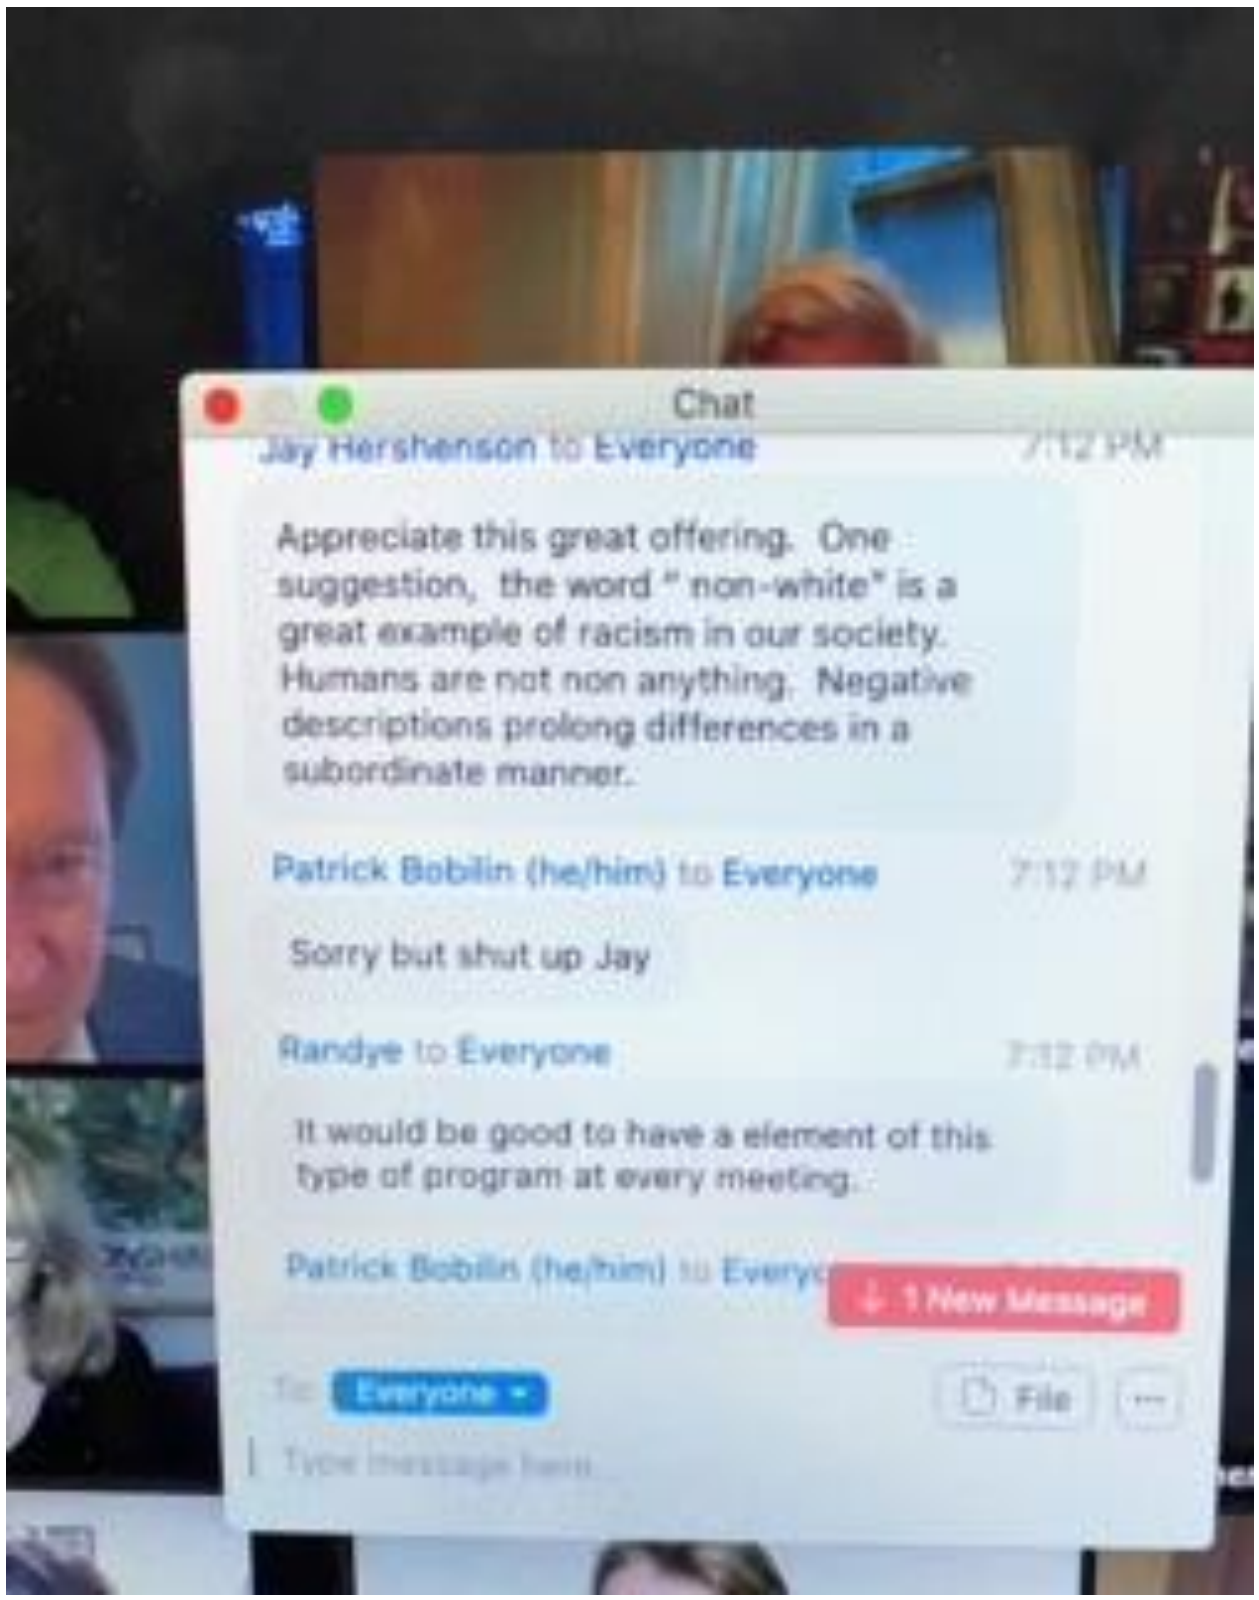 Chat
Jay Hershenson to Everyone 7:12 PM
Appreciate this great offering. One
suggestion, the word " non-white" is a
great example of racism in our society.
Humans are not non anything. Negative
descriptions prolong differences in a
subordinate manner.
Patrick Bobilin (he/him) to Everyone 7:12 PM
Sorry but shut up Jay
Randye to Everyone 7:12 PM
It would be good to have a element of this
type of program at every meeting.
Patrick Bobilin (he/him) to Everyo
↓ 1 New Message
To: Everyone
File
...
Type message here...